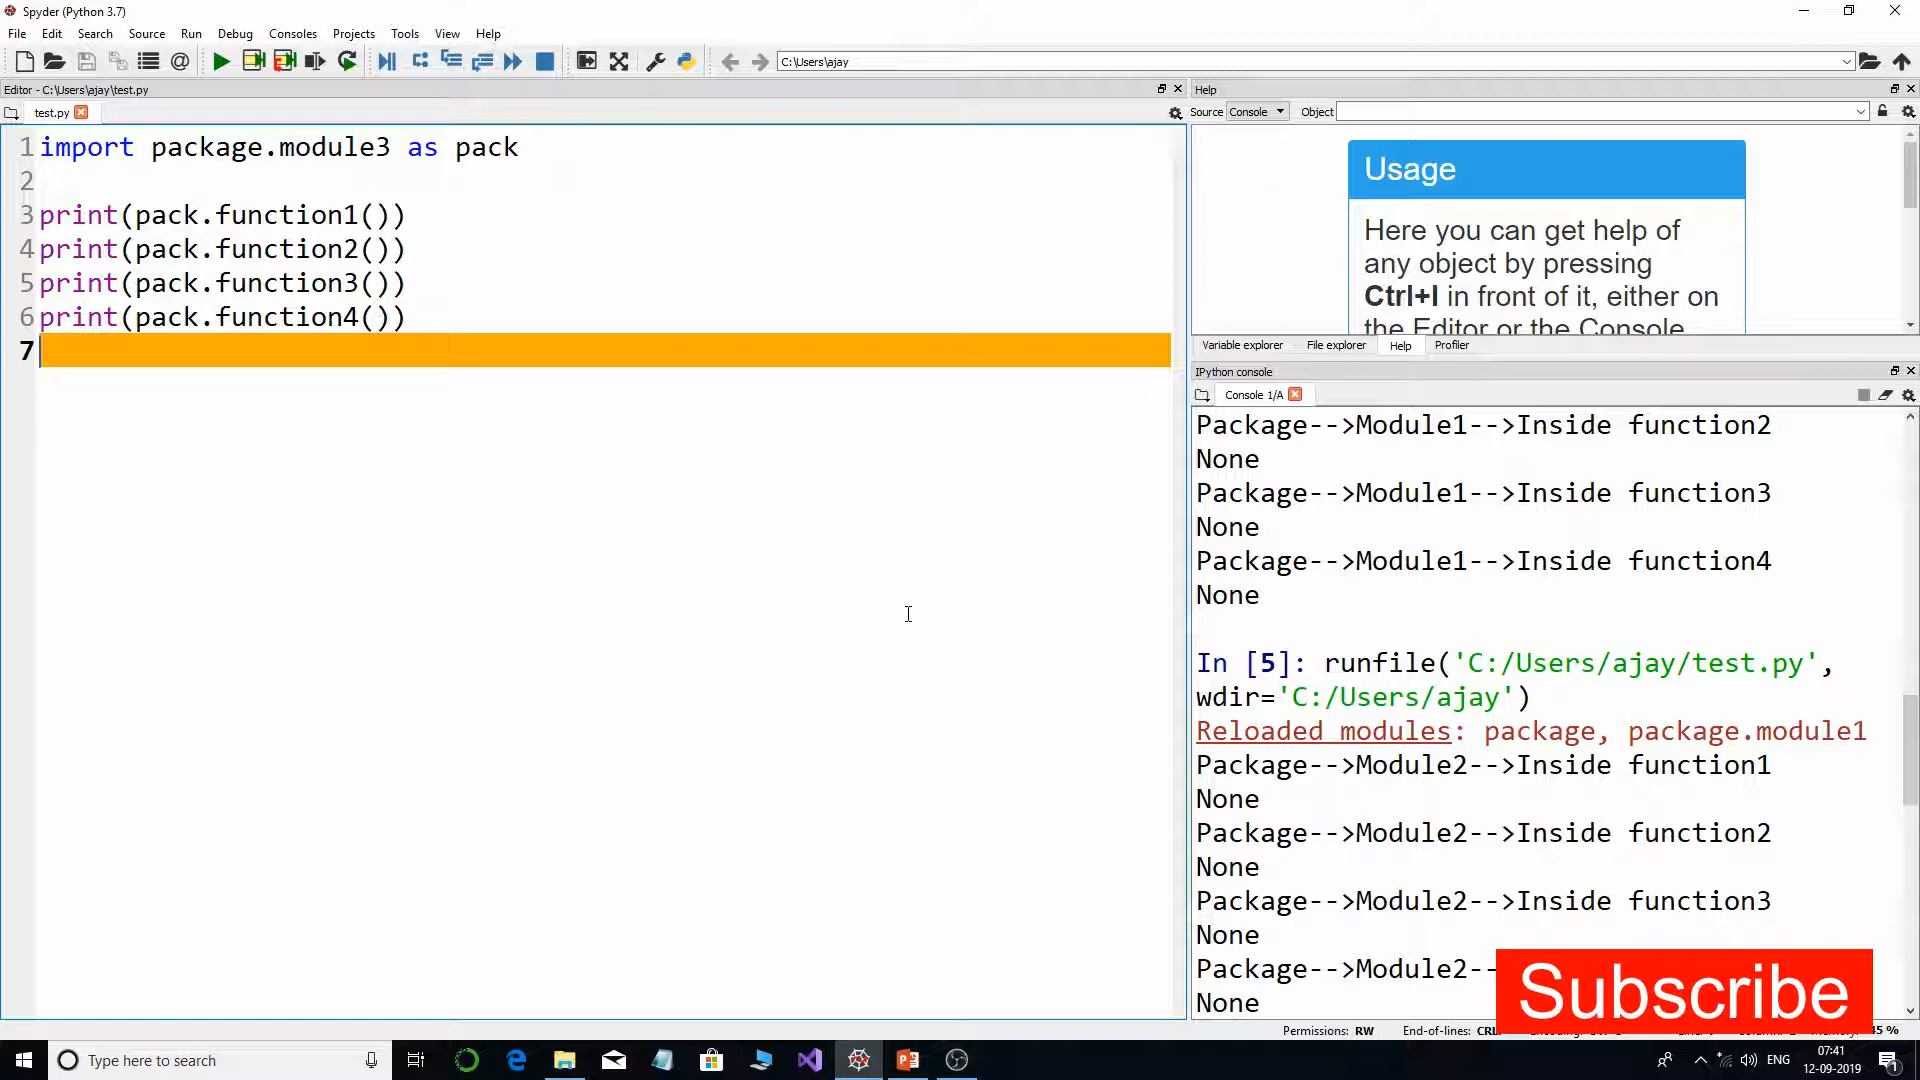 Spyder (Python 3.7)
File Edit Search Source Run Debug Consoles Projects Tools View Help
C:\Users\ajay
Editor - C:\Users\ajay\test.py
test.py
1 import package.module3 as pack
2
3 print(pack.function1())
4 print(pack.function2())
5 print(pack.function3())
6 print(pack.function4())
7
Help
Source Console Object
Usage
Here you can get help of
any object by pressing
Ctrl+I in front of it, either on
the Editor or the Console
Variable explorer File explorer Help Profiler
IPython console
Console 1/A
Package-->Module1-->Inside function2
None
Package-->Module1-->Inside function3
None
Package-->Module1-->Inside function4
None
In [5]: runfile('C:/Users/ajay/test.py',
wdir='C:/Users/ajay')
Reloaded modules: package, package.module1
Package-->Module2-->Inside function1
None
Package-->Module2-->Inside function2
None
Package-->Module2-->Inside function3
None
Package-->Module2--
None
Subscribe
Permissions: RW End-of-lines: 45 %
Type here to search
ENG
07:41
12-09-2019
1